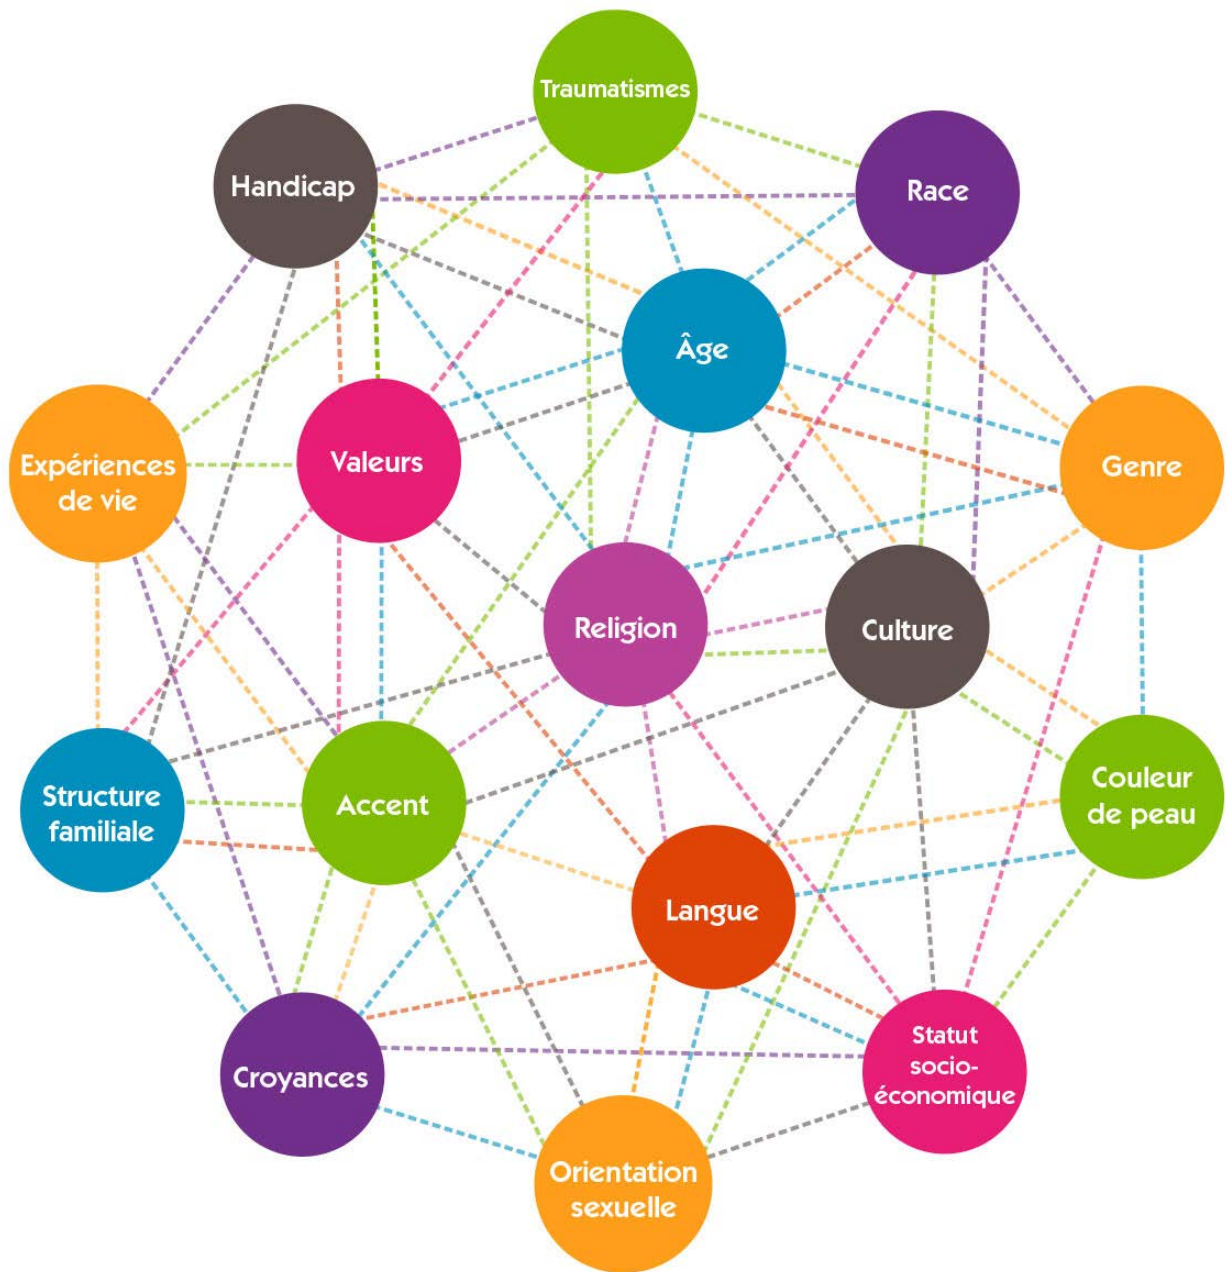 Traumatismes
Handicap
Race
Âge
Expériences
de vie
Valeurs
Genre
Religion
Culture
Structure
familiale
Accent
Couleur
de peau
Langue
Croyances
Statut
socio-
économique
Orientation
sexuelle